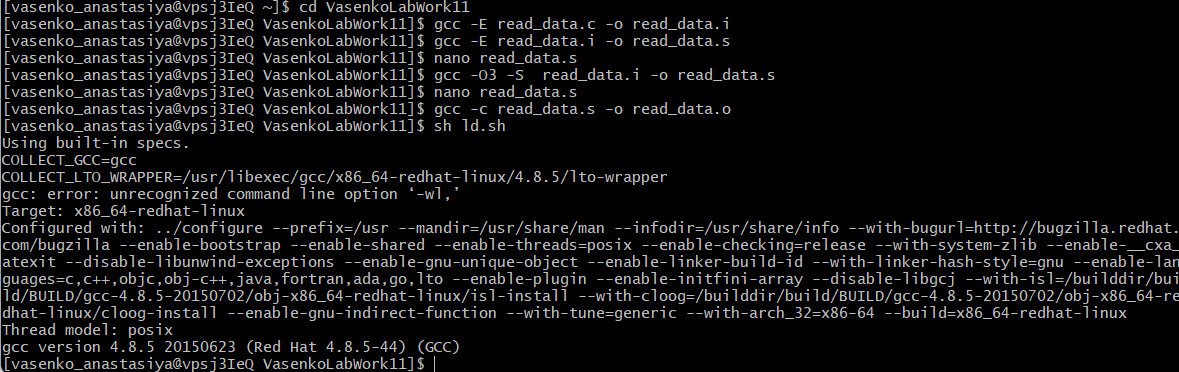 [vasenko_anastasiya@vpsj3IeQ ~]$ cd VasenkoLabWork11
[vasenko_anastasiya@vpsj3IeQ VasenkoLabWork11]$ gcc -E read_data.c -o read_data.i
[vasenko_anastasiya@vpsj3IeQ VasenkoLabWork11]$ gcc -E read_data.i -o read_data.s
[vasenko_anastasiya@vpsj3IeQ VasenkoLabWork11]$ nano read_data.s
[vasenko_anastasiya@vpsj3IeQ VasenkoLabWork11]$ gcc -O3 -S  read_data.i -o read_data.s
[vasenko_anastasiya@vpsj3IeQ VasenkoLabWork11]$ nano read_data.s
[vasenko_anastasiya@vpsj3IeQ VasenkoLabWork11]$ gcc -c read_data.s -o read_data.o
[vasenko_anastasiya@vpsj3IeQ VasenkoLabWork11]$ sh ld.sh
Using built-in specs.
COLLECT_GCC=gcc
COLLECT_LTO_WRAPPER=/usr/libexec/gcc/x86_64-redhat-linux/4.8.5/lto-wrapper
gcc: error: unrecognized command line option ‘-wl,’
Target: x86_64-redhat-linux
Configured with: ../configure --prefix=/usr --mandir=/usr/share/man --infodir=/usr/share/info --with-bugurl=http://bugzilla.redhat.
com/bugzilla --enable-bootstrap --enable-shared --enable-threads=posix --enable-checking=release --with-system-zlib --enable-__cxa_
atexit --disable-libunwind-exceptions --enable-gnu-unique-object --enable-linker-build-id --with-linker-hash-style=gnu --enable-lan
guages=c,c++,objc,obj-c++,java,fortran,ada,go,lto --enable-plugin --enable-initfini-array --disable-libgcj --with-isl=/builddir/bui
ld/BUILD/gcc-4.8.5-20150702/obj-x86_64-redhat-linux/isl-install --with-cloog=/builddir/build/BUILD/gcc-4.8.5-20150702/obj-x86_64-re
dhat-linux/cloog-install --enable-gnu-indirect-function --with-tune=generic --with-arch_32=x86-64 --build=x86_64-redhat-linux
Thread model: posix
gcc version 4.8.5 20150623 (Red Hat 4.8.5-44) (GCC)
[vasenko_anastasiya@vpsj3IeQ VasenkoLabWork11]$